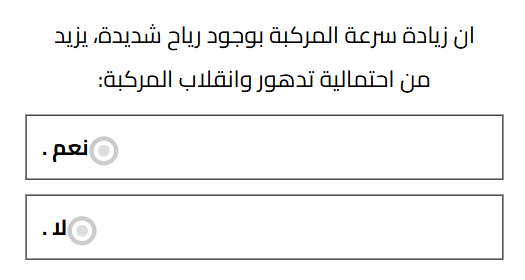 ان زيادة سرعة المركبة بوجود رياح شديدة، يزيد
من احتمالية تدهور وانقلاب المركبة:
نعم .
لا .